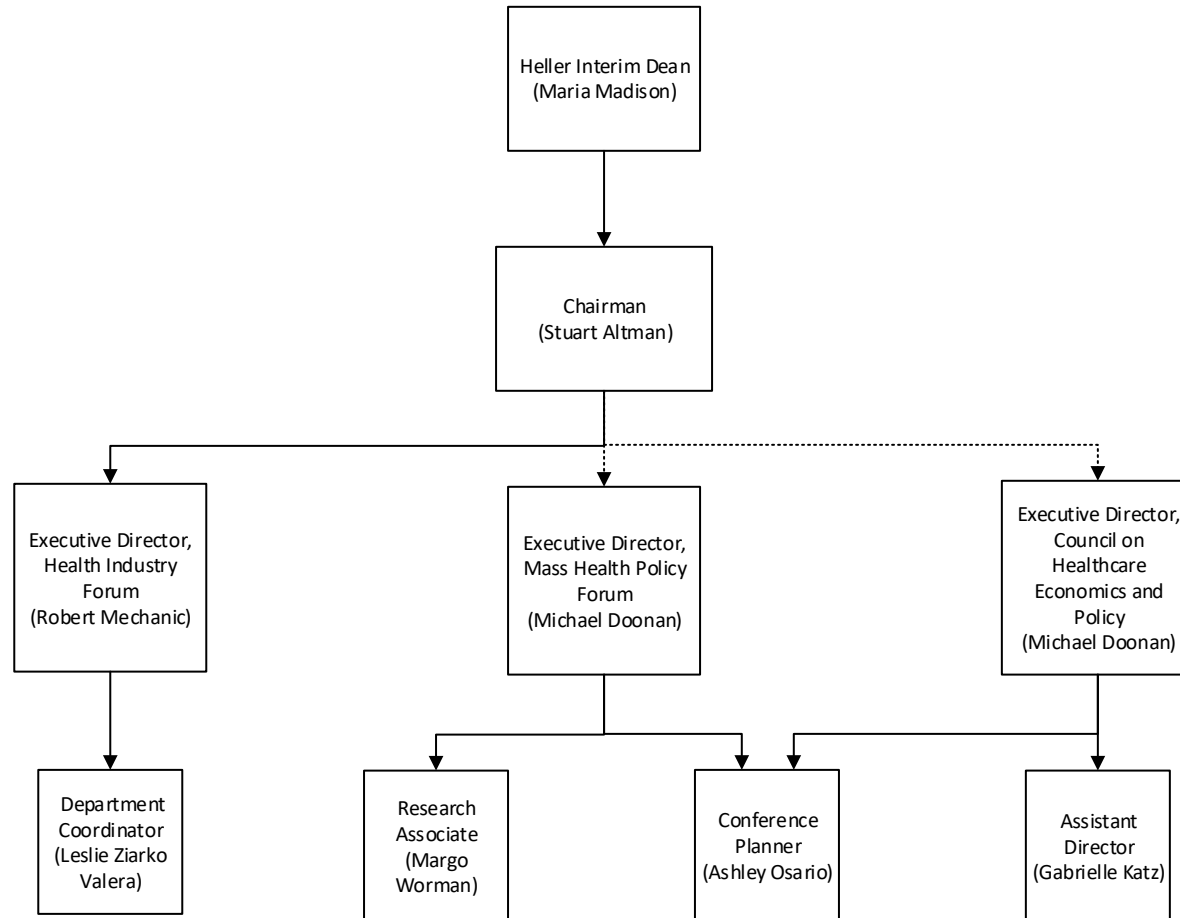 Heller Interim Dean
(Maria Madison)
Chairman
(Stuart Altman)
Executive Director,
Health Industry
Forum
(Robert Mechanic)
Executive Director,
Mass Health Policy
Forum
(Michael Doonan)
Executive Director,
Council on
Healthcare
Economics and
Policy
(Michael Doonan)
Department
Coordinator
(Leslie Ziarko
Valera)
Research
Associate
(Margo
Worman)
Conference
Planner
(Ashley Osario)
Assistant
Director
(Gabrielle Katz)